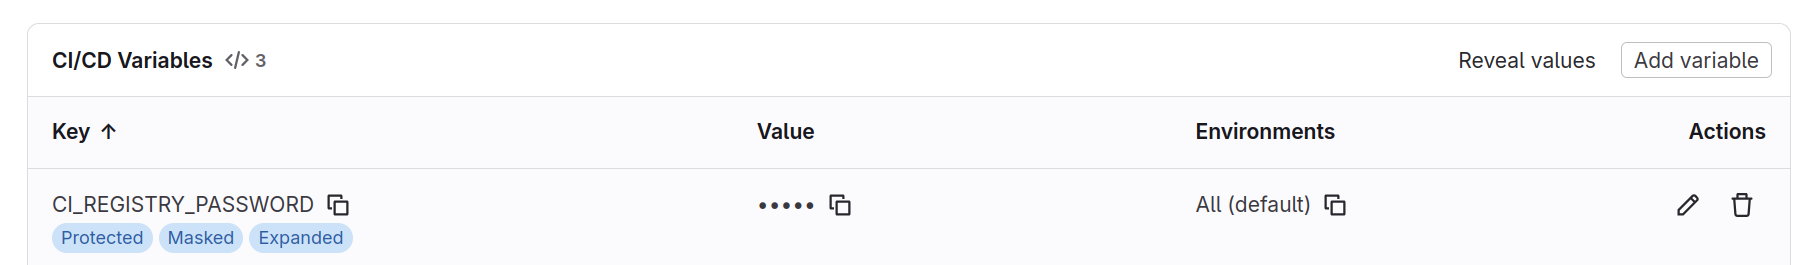 CI/CD Variables </> 3 Reveal values Add variable
Key ↑ Value Environments Actions
CI_REGISTRY_PASSWORD ••••• All (default)
Protected Masked Expanded